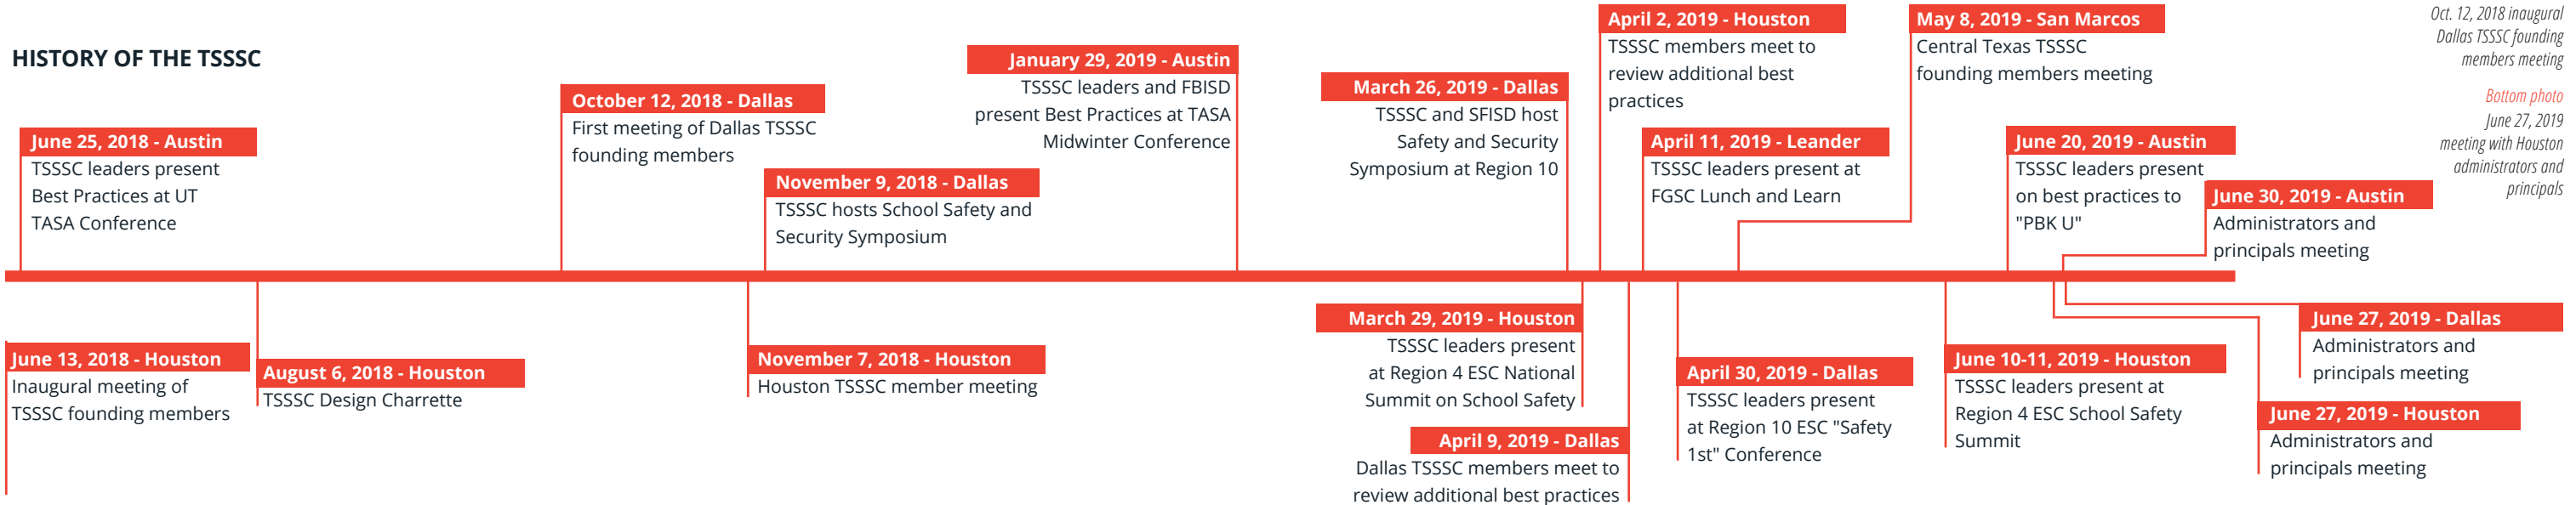 HISTORY OF THE TSSSC
June 25, 2018 - Austin
TSSSC leaders present
Best Practices at UT
TASA Conference
October 12, 2018 - Dallas
First meeting of Dallas TSSSC
founding members
November 9, 2018 - Dallas
TSSSC hosts School Safety and
Security Symposium
January 29, 2019 - Austin
TSSSC leaders and FBISD
present Best Practices at TASA
Midwinter Conference
March 26, 2019 - Dallas
TSSSC and SFISD host
Safety and Security
Symposium at Region 10
April 2, 2019 - Houston
TSSSC members meet to
review additional best
practices
April 11, 2019 - Leander
TSSSC leaders present at
FGSC Lunch and Learn
May 8, 2019 - San Marcos
Central Texas TSSSC
founding members meeting
June 20, 2019 - Austin
TSSSC leaders present
on best practices to
"PBK U"
June 30, 2019 - Austin
Administrators and
principals meeting
Oct. 12, 2018 inaugural
Dallas TSSSC founding
members meeting
Bottom photo
June 27, 2019
meeting with Houston
administrators and
principals
June 13, 2018 - Houston
Inaugural meeting of
TSSSC founding members
August 6, 2018 - Houston
TSSSC Design Charrette
November 7, 2018 - Houston
Houston TSSSC member meeting
March 29, 2019 - Houston
TSSSC leaders present
at Region 4 ESC National
Summit on School Safety
April 9, 2019 - Dallas
Dallas TSSSC members meet to
review additional best practices
April 30, 2019 - Dallas
TSSSC leaders present
at Region 10 ESC "Safety
1st" Conference
June 10-11, 2019 - Houston
TSSSC leaders present at
Region 4 ESC School Safety
Summit
June 27, 2019 - Dallas
Administrators and
principals meeting
June 27, 2019 - Houston
Administrators and
principals meeting